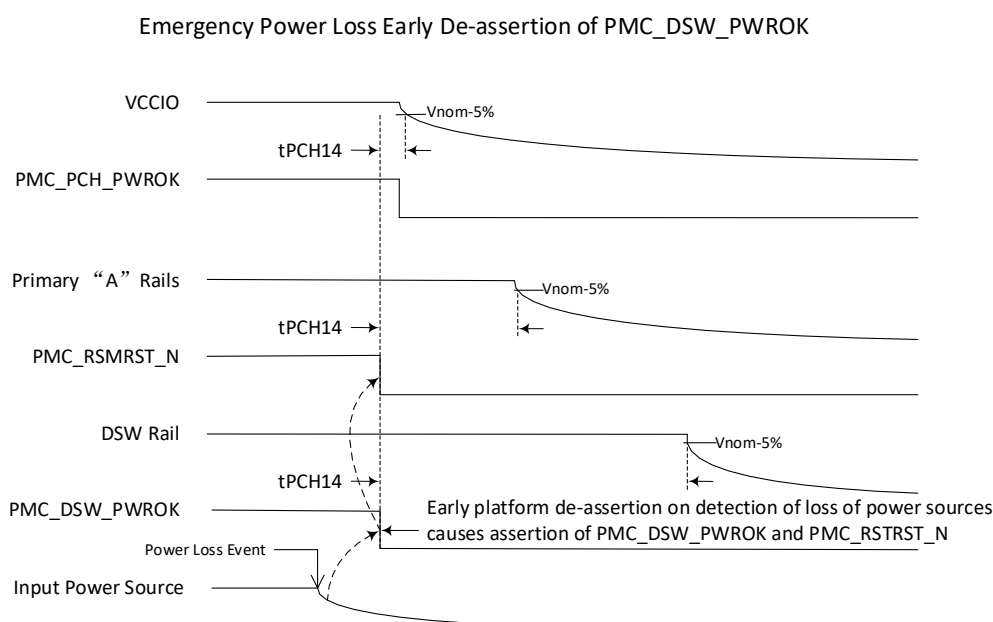 Emergency Power Loss Early De-assertion of PMC_DSW_PWROK
VCCIO
Vnom-5%
tPCH14
PMC_PCH_PWROK
Primary “A” Rails
Vnom-5%
tPCH14
PMC_RSMRST_N
DSW Rail
Vnom-5%
tPCH14
PMC_DSW_PWROK
Early platform de-assertion on detection of loss of power sources
causes assertion of PMC_DSW_PWROK and PMC_RSTRST_N
Power Loss Event
Input Power Source